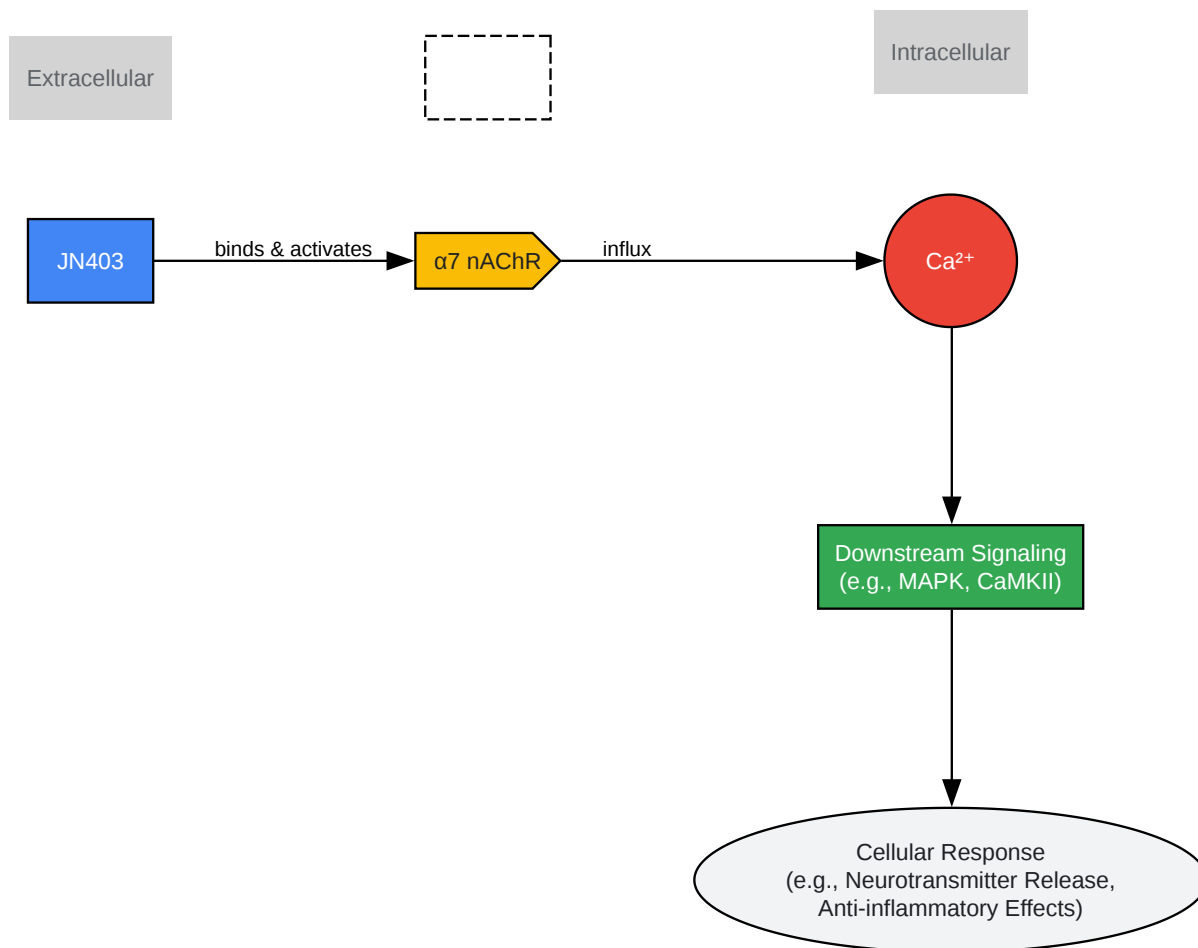 Extracellular
Intracellular
JN403
binds & activates
α7 nAChR
influx
Ca²⁺
Downstream Signaling
(e.g., MAPK, CaMKII)
Cellular Response
(e.g., Neurotransmitter Release,
Anti-inflammatory Effects)